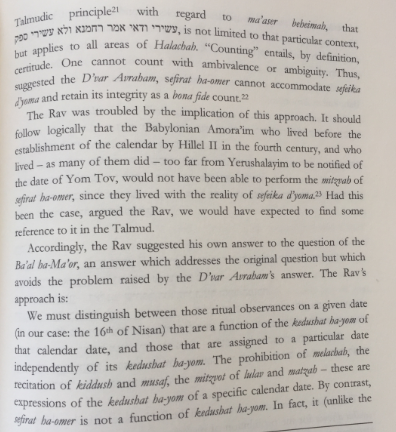 Talmudic principle21 with regard to ma'aser beheimah, that
עשירי ודאי אמר רחמנא ולא עשירי ספק, is not limited to that particular context,
but applies to all areas of Halachah. "Counting" entails, by definition,
certitude. One cannot count with ambivalence or ambiguity. Thus,
suggested the D'var Avraham, sefirat ha-omer cannot accommodate sefeika
d'yoma and retain its integrity as a bona fide count.22
The Rav was troubled by the implication of this approach. It should
follow logically that the Babylonian Amora'im who lived before the
establishment of the calendar by Hillel II in the fourth century, and who
lived – as many of them did – too far from Yerushalayim to be notified of
the date of Yom Tov, would not have been able to perform the mitzvah of
sefirat ha-omer, since they lived with the reality of sefeika d'yoma.23 Had this
been the case, argued the Rav, we would have expected to find some
reference to it in the Talmud.
Accordingly, the Rav suggested his own answer to the question of the
Ba'al ha-Ma'or, an answer which addresses the original question but which
avoids the problem raised by the D'var Avraham's answer. The Rav's
approach is:
We must distinguish between those ritual observances on a given date
(in our case: the 16th of Nisan) that are a function of the kedushat ha-yom of
that calendar date, and those that are assigned to a particular date
independently of its kedushat ha-yom. The prohibition of melachah, the
recitation of kiddush and musaf, the mitzvot of lulav and matzah – these are
expressions of the kedushat ha-yom of a specific calendar date. By contrast,
sefirat ha-omer is not a function of kedushat ha-yom. In fact, it (unlike the